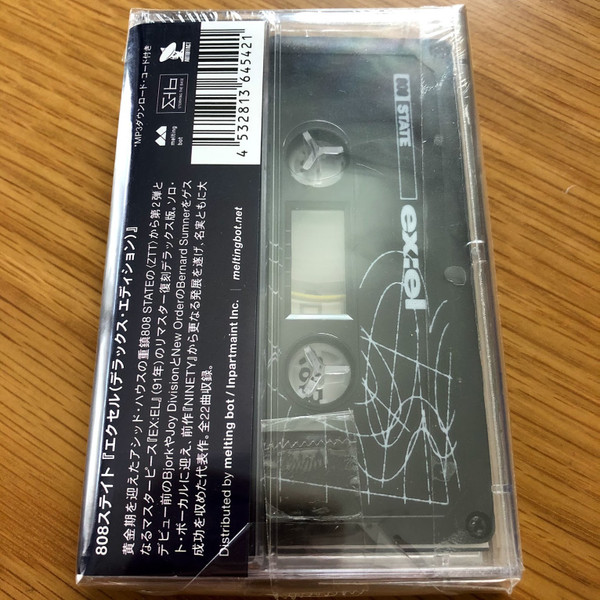 808ステイト『エクセル(デラックス・エディション)』
黄金期を迎えたアシッド・ハウスの重鎮808 STATEの〈ZTT〉から第2弾と
なるマスターピース『EX:EL』(91年)のリマスター復刻デラックス版。ソロ・
デビュー前のBjorkやJoy DivisionとNew OrderのBernard Sumnerをゲス
ト・ボーカルに迎え、前作『NINETY』から更なる発展を遂げ、名実ともに大
成功を収めた代表作。全22曲収録。
Distributed by melting bot / Inpartmaint Inc. | meltingbot.net
*MP3ダウンロード・コード付き
melting
bot
4 532813 645421
808 STATE
ex:el